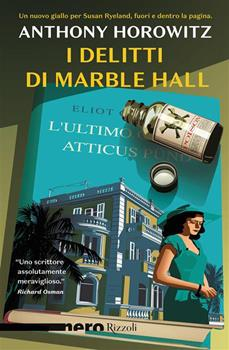 Un nuovo giallo per Susan Ryeland, fuori e dentro la pagina.
ANTHONY HOROWITZ
I DELITTI
DI MARBLE HALL
ELIOT
L'ULTIMO
ATTICUS PÜND
"Uno scrittore
assolutamente
meraviglioso."
Richard Osman
nero Rizzoli